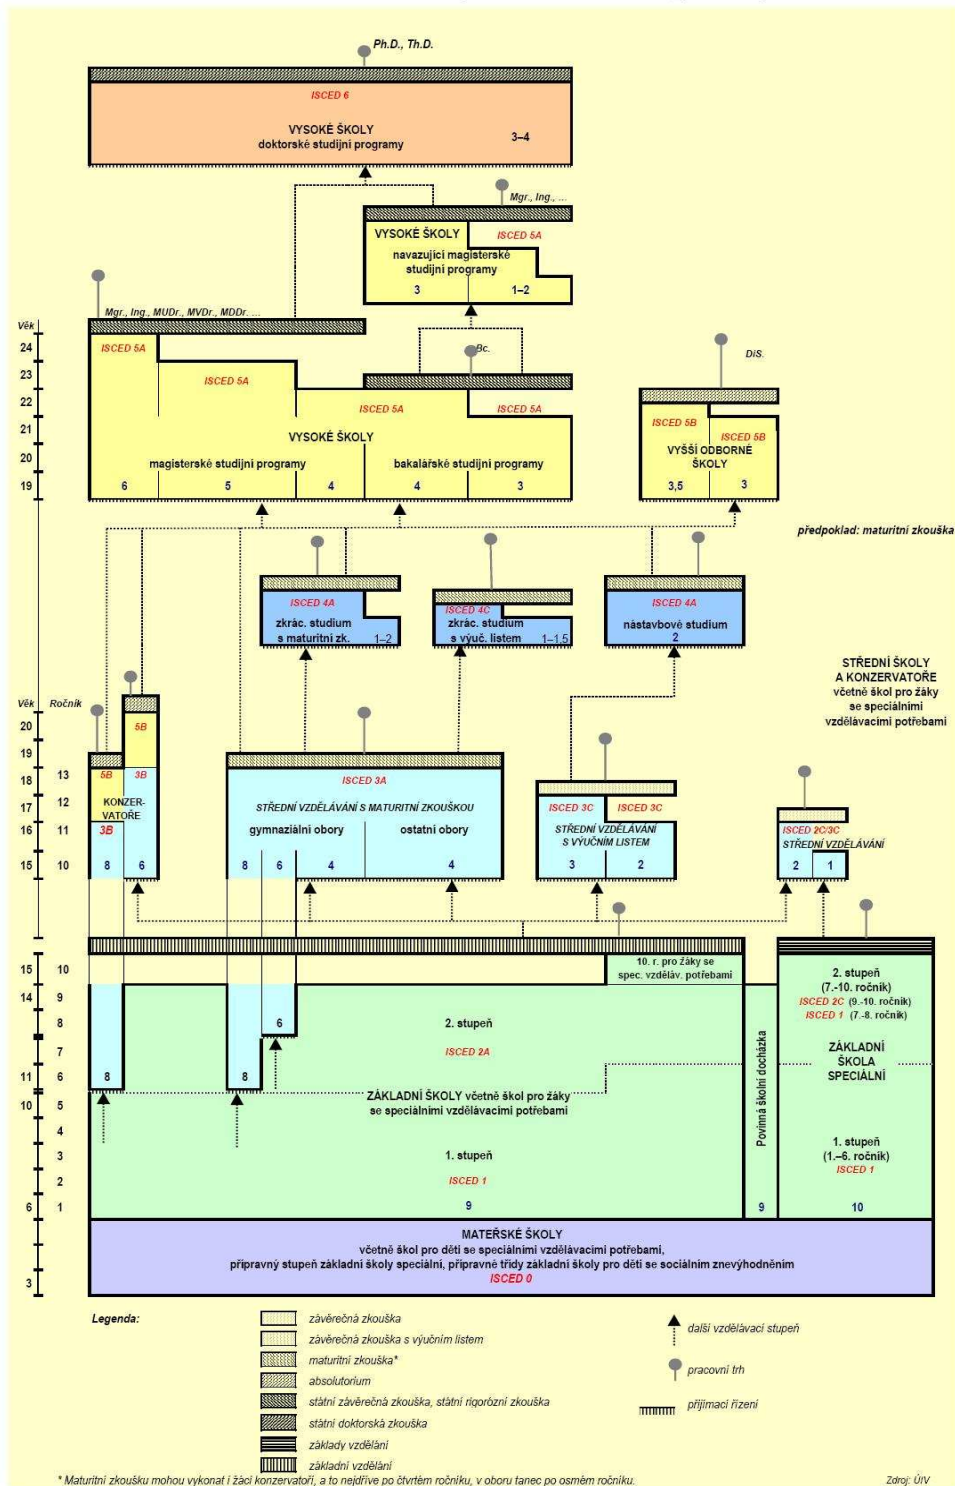 Ph.D., Th.D.
ISCED 6
VYSOKÉ ŠKOLY
doktorské studijní programy
3–4
Mgr., Ing., ...
VYSOKÉ ŠKOLY
ISCED 5A
navazující magisterské
studijní programy
3
1–2
Mgr., Ing., MUDr., MVDr., MDDr. ...
Věk
24
23
22
21
20
19
ISCED 5A
ISCED 5A
ISCED 5A
Bc.
ISCED 5A
VYSOKÉ ŠKOLY
magisterské studijní programy
bakalářské studijní programy
6
5
4
4
3
DiS.
ISCED 5B
ISCED 5B
VYŠŠÍ ODBORNÉ
ŠKOLY
3,5
3
předpoklad: maturitní zkouška
ISCED 4A
zkrác. studium
s maturitní zk.
1–2
ISCED 4C
zkrác. studium
s výuč. listem
1–1,5
ISCED 4A
nástavbové studium
2
STŘEDNÍ ŠKOLY
A KONZERVATOŘE
včetně škol pro žáky
se speciálními
vzdělávacími potřebami
Věk Ročník
20
19
18 13
17 12
16 11
15 10
5B
5B
3B
KONZER-
VATOŘE
3B
8
6
ISCED 3A
STŘEDNÍ VZDĚLÁVÁNÍ S MATURITNÍ ZKOUŠKOU
gymnaziální obory
ostatní obory
8
6
4
4
ISCED 3C
ISCED 3C
STŘEDNÍ VZDĚLÁVÁNÍ
S VÝUČNÍM LISTEM
3
2
ISCED 2C/3C
STŘEDNÍ VZDĚLÁVÁNÍ
2
1
15 10
14 9
8
7
11 6
10 5
4
3
2
6 1
3
10. r. pro žáky se
spec. vzděláv. potřebami
8
8
6
2. stupeň
ISCED 2A
ZÁKLADNÍ ŠKOLY včetně škol pro žáky
se speciálními vzdělávacími potřebami
1. stupeň
ISCED 1
9
Povinná školní docházka
9
2. stupeň
(7.-10. ročník)
ISCED 2C (9.-10. ročník)
ISCED 1 (7.-8. ročník)
ZÁKLADNÍ
ŠKOLA
SPECIÁLNÍ
1. stupeň
(1.–6. ročník)
ISCED 1
10
MATEŘSKÉ ŠKOLY
včetně škol pro děti se speciálními vzdělávacími potřebami,
přípravný stupeň základní školy speciální, přípravné třídy základní školy pro děti se sociálním znevýhodněním
ISCED 0
Legenda:
závěrečná zkouška
závěrečná zkouška s výučním listem
maturitní zkouška*
absolutorium
státní závěrečná zkouška, státní rigorózní zkouška
státní doktorská zkouška
základy vzdělání
základní vzdělání
další vzdělávací stupeň
pracovní trh
přijímací řízení
* Maturitní zkoušku mohou vykonat i žáci konzervatoří, a to nejdříve po čtvrtém ročníku, v oboru tanec po osmém ročníku.
Zdroj: ÚIV